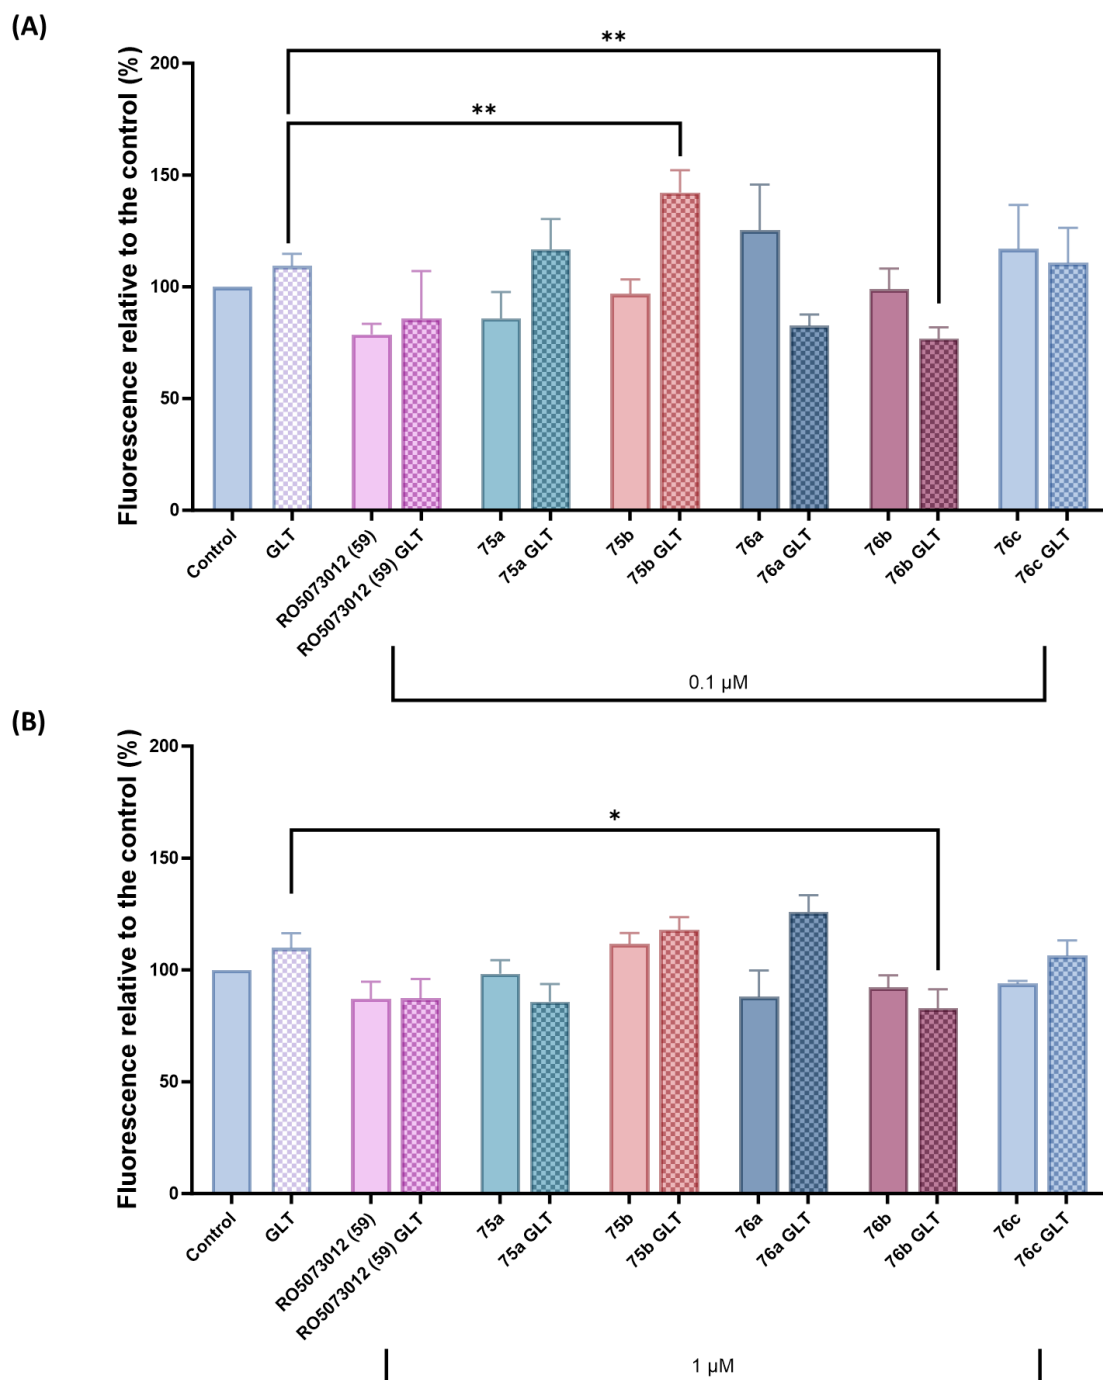 (A)
Fluorescence relative to the control (%)
200
150
100
50
0
**
**
Control
GLT
RO5073012 (59)
RO5073012 (59) GLT
75a
75a GLT
75b
75b GLT
76a
76a GLT
76b
76b GLT
76c
76c GLT
0.1 μM
(B)
Fluorescence relative to the control (%)
200
150
100
50
0
*
Control
GLT
RO5073012 (59)
RO5073012 (59) GLT
75a
75a GLT
75b
75b GLT
76a
76a GLT
76b
76b GLT
76c
76c GLT
1 μM